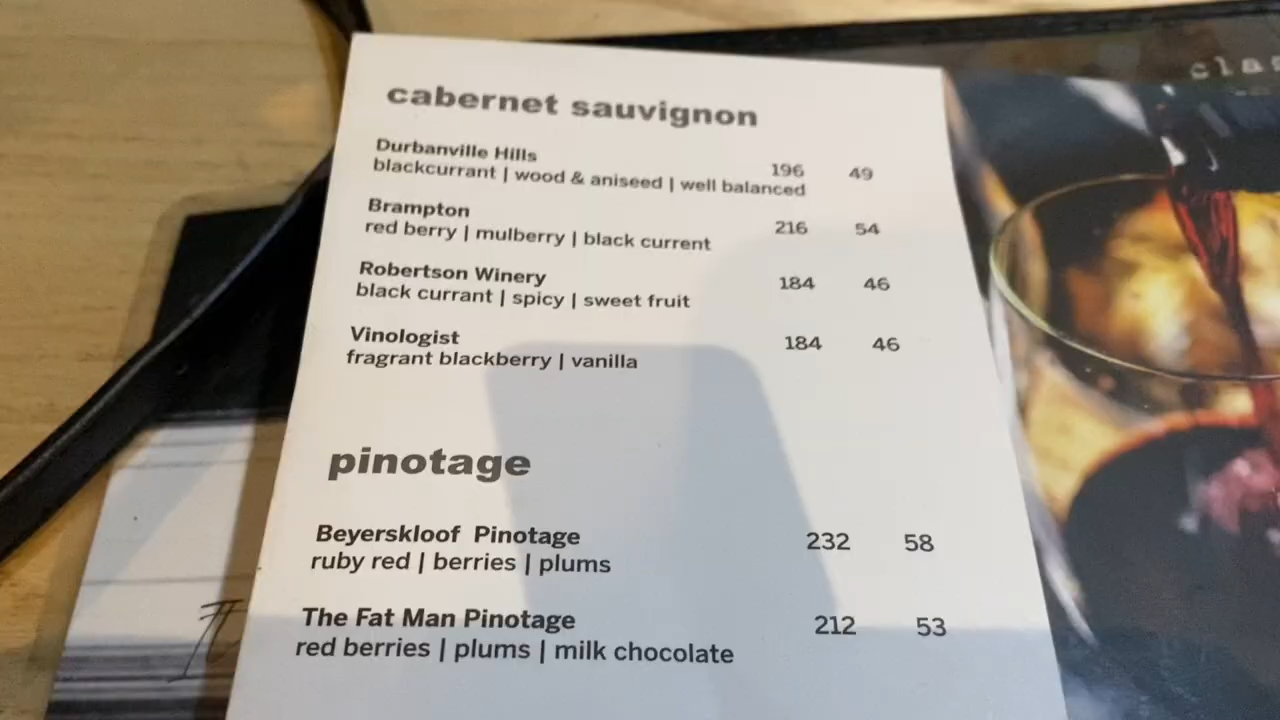 clas
cabernet sauvignon
Durbanville Hills 196 49
blackcurrant | wood & aniseed | well balanced
Brampton 216 54
red berry | mulberry | black current
Robertson Winery 184 46
black currant | spicy | sweet fruit
Vinologist 184 46
fragrant blackberry | vanilla
pinotage
Beyerskloof Pinotage 232 58
ruby red | berries | plums
The Fat Man Pinotage 212 53
red berries | plums | milk chocolate